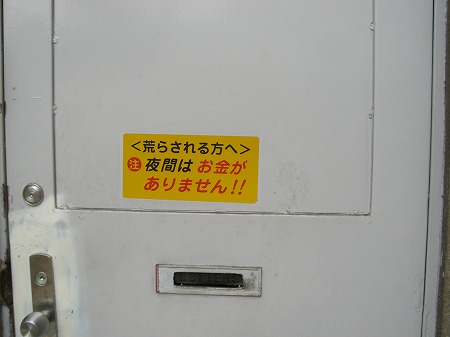 <荒らされる方へ>
注 夜間は お金が
ありません!!